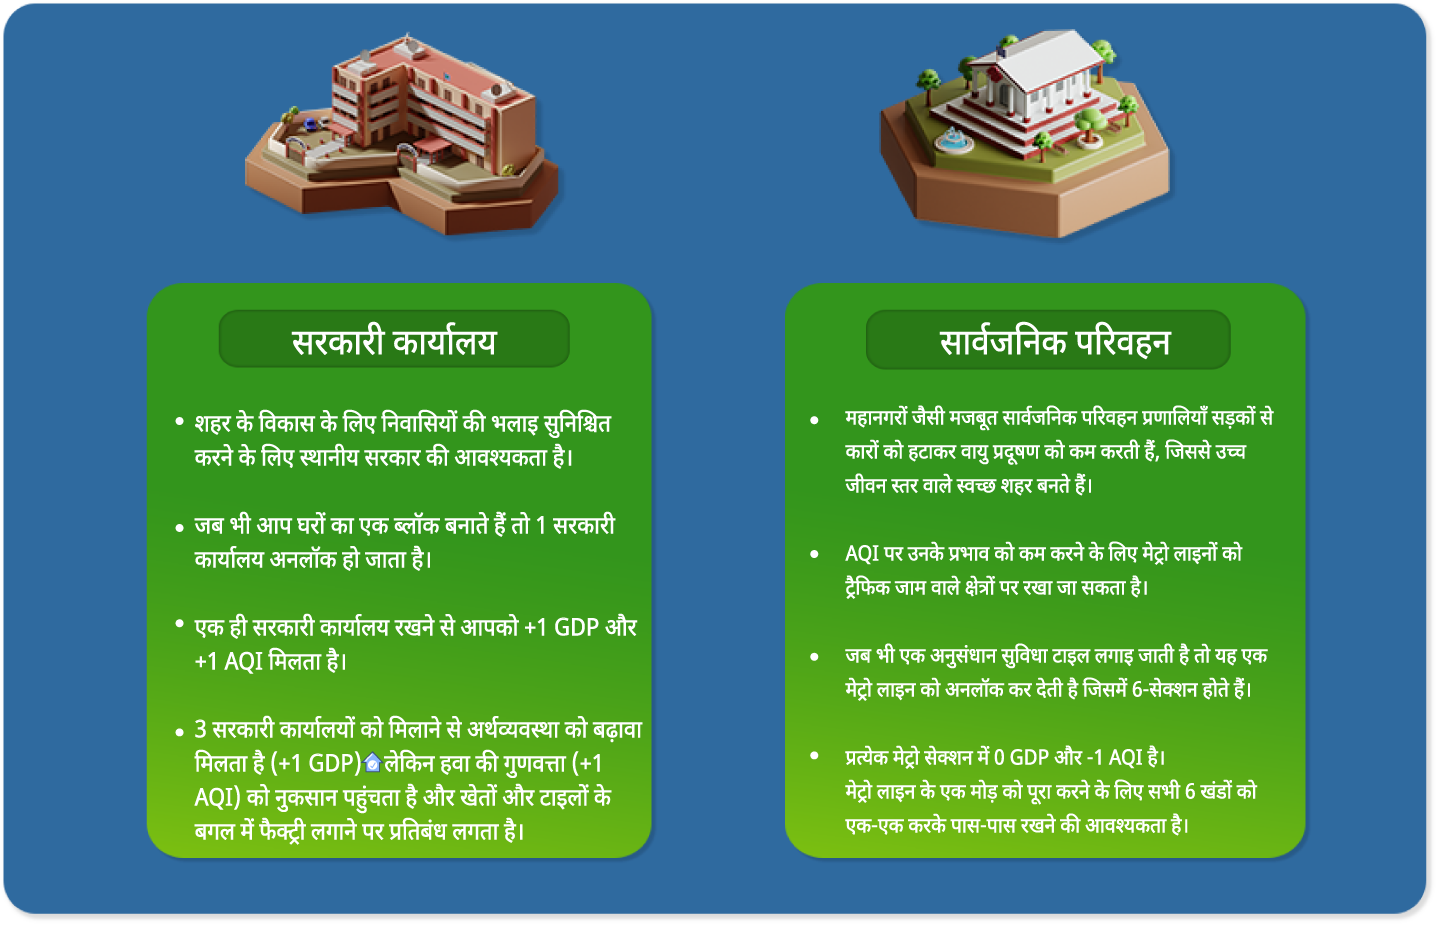 सरकारी कार्यालय
• शहर के विकास के लिए निवासियों की भलाइ सुनिश्चित
करने के लिए स्थानीय सरकार की आवश्यकता है।
• जब भी आप घरों का एक ब्लॉक बनाते हैं तो 1 सरकारी
कार्यालय अनलॉक हो जाता है।
• एक ही सरकारी कार्यालय रखने से आपको +1 GDP और
+1 AQI मिलता है।
• 3 सरकारी कार्यालयों को मिलाने से अर्थव्यवस्था को बढ़ावा
मिलता है (+1 GDP) लेकिन हवा की गुणवत्ता (+1
AQI) को नुकसान पहुंचता है और खेतों और टाइलों के
बगल में फैक्ट्री लगाने पर प्रतिबंध लगता है।
सार्वजनिक परिवहन
• महानगरों जैसी मजबूत सार्वजनिक परिवहन प्रणालियाँ सड़कों से
कारों को हटाकर वायु प्रदूषण को कम करती हैं, जिससे उच्च
जीवन स्तर वाले स्वच्छ शहर बनते हैं।
• AQI पर उनके प्रभाव को कम करने के लिए मेट्रो लाइनों को
ट्रैफिक जाम वाले क्षेत्रों पर रखा जा सकता है।
• जब भी एक अनुसंधान सुविधा टाइल लगाइ जाती है तो यह एक
मेट्रो लाइन को अनलॉक कर देती है जिसमें 6-सेक्शन होते हैं।
• प्रत्येक मेट्रो सेक्शन में 0 GDP और -1 AQI है।
मेट्रो लाइन के एक मोड़ को पूरा करने के लिए सभी 6 खंडों को
एक-एक करके पास-पास रखने की आवश्यकता है।